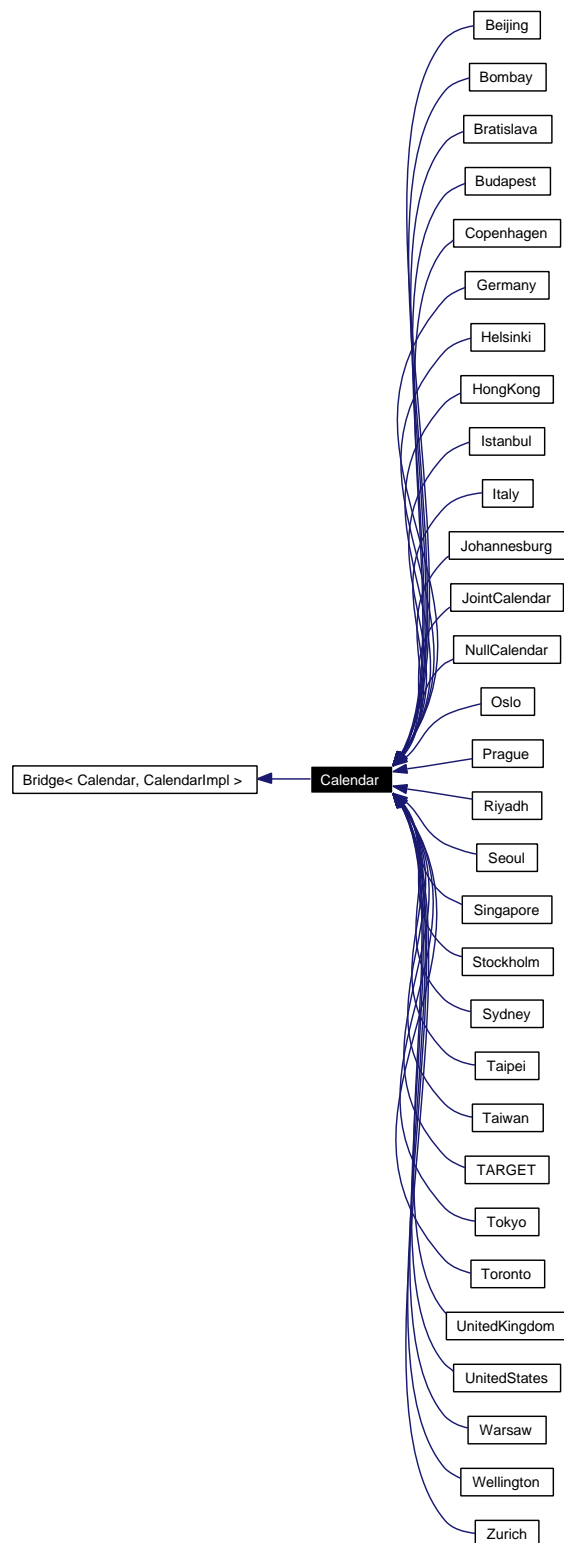 Beijing
Bombay
Bratislava
Budapest
Copenhagen
Germany
Helsinki
HongKong
Istanbul
Italy
Johannesburg
JointCalendar
NullCalendar
Oslo
Prague
Bridge< Calendar, CalendarImpl >
Calendar
Riyadh
Seoul
Singapore
Stockholm
Sydney
Taipei
Taiwan
TARGET
Tokyo
Toronto
UnitedKingdom
UnitedStates
Warsaw
Wellington
Zurich